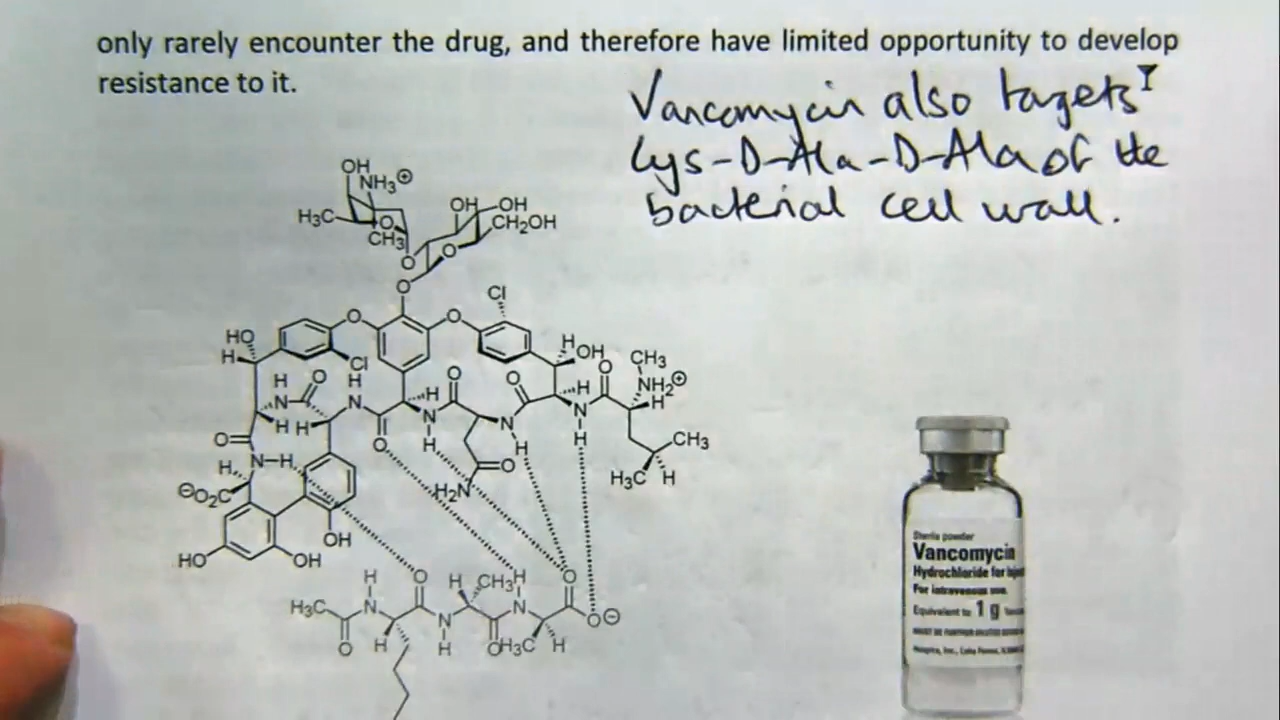 only rarely encounter the drug, and therefore have limited opportunity to develop
resistance to it.
Vancomycin also targets
Lys-D-Ala-D-Ala of the
bacterial cell wall.
OH
NH₃⊕
H₃C
O
CH₃
OH
OH
CH₂OH
O
O
O
Cl
O
O
HO
H
Cl
H
OH
CH₃
H
O
H
H
O
O
H
O
NH₂⊕
N
H
H
N
N
N
N
H
O
O
H
H
H
CH₃
H
N-H
O
H₃C
H
⊖O₂C
H₂N
OH
HO
OH
H
O
H
CH₃
H
O
H₃C
N
N
O⊖
N
O
H
H
O
H₃C
H
Sterile powder
Vancomycin
Hydrochloride for
For intravenous use.
Equivalent to 1 g